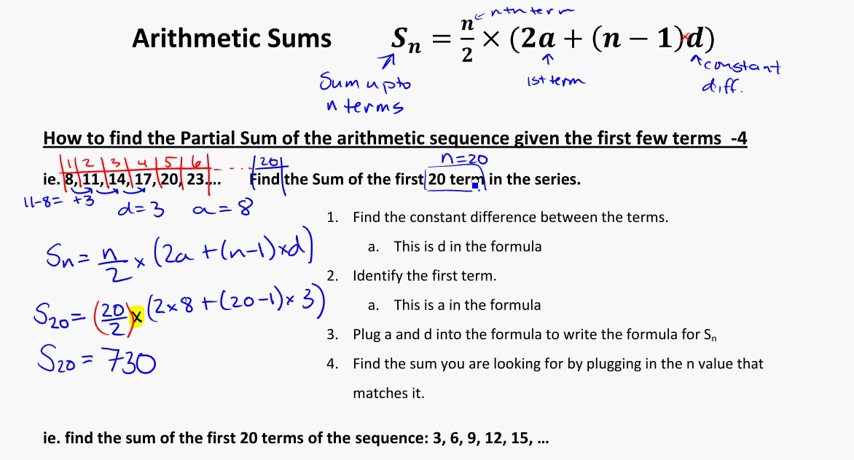 Arithmetic Sums
Sₙ = n/2 × (2a + (n − 1)×d)
nth term
Sum up to
n terms
1st term
constant
diff.
How to find the Partial Sum of the arithmetic sequence given the first few terms -4
1 2 3 4 5 6 ... 20
n=20
ie. 8, 11, 14, 17, 20, 23... Find the Sum of the first 20 term in the series.
11-8= +3
d=3 a=8
Sₙ = n/2 × (2a + (n-1)×d)
S₂₀ = (20/2) × (2×8 + (20-1)×3)
S₂₀ = 730
1. Find the constant difference between the terms.
a. This is d in the formula
2. Identify the first term.
a. This is a in the formula
3. Plug a and d into the formula to write the formula for Sₙ
4. Find the sum you are looking for by plugging in the n value that
matches it.
ie. find the sum of the first 20 terms of the sequence: 3, 6, 9, 12, 15, ...